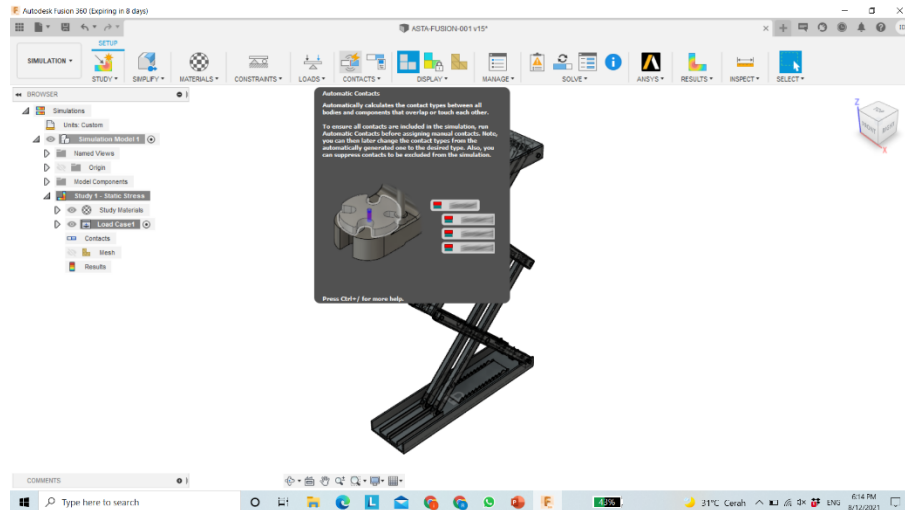 Autodesk Fusion 360 (Expiring in 8 days)
ASTA-FUSION-001 v15*
SETUP
SIMULATION
STUDY
SIMPLIFY
MATERIALS
CONSTRAINTS
LOADS
CONTACTS
DISPLAY
MANAGE
SOLVE
ANSYS
RESULTS
INSPECT
SELECT
BROWSER
Simulations
Units: Custom
Simulation Model 1
Named Views
Origin
Model Components
Study 1 - Static Stress
Study Materials
Load Case1
Contacts
Mesh
Results
Automatic Contacts
Automatically calculates the contact types between all
bodies and components that overlap or touch each other.
To ensure all contacts are included in the simulation, run
Automatic Contacts before assigning manual contacts. Note,
you can then later change the contact types from the
automatically generated one to the desired type. Also, you
can suppress contacts to be excluded from the simulation.
Press Ctrl+/ for more help.
Z
TOP
FRONT
RIGHT
X
COMMENTS
Type here to search
43%
31°C Cerah
ENG
6:14 PM
8/12/2021